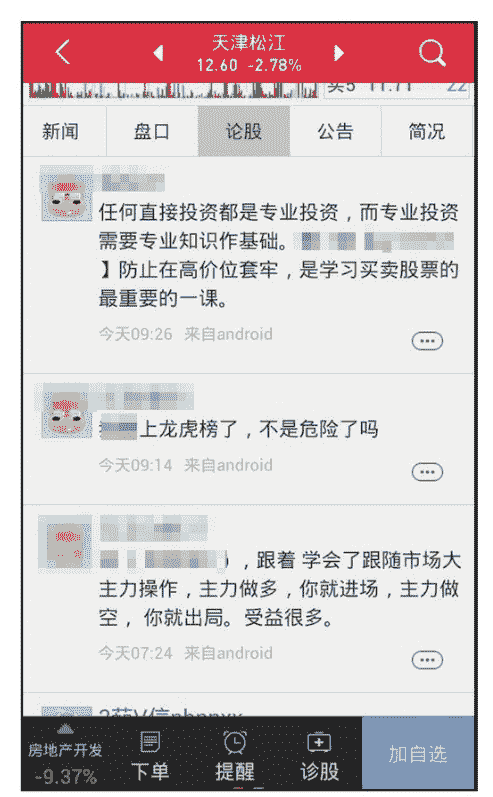 天津松江
12.60 -2.78%
买5 11.71 22
新闻 盘口 论股 公告 简况
任何直接投资都是专业投资，而专业投资
需要专业知识作基础。
】防止在高价位套牢，是学习买卖股票的
最重要的一课。
今天09:26 来自android
上龙虎榜了，不是危险了吗
今天09:14 来自android
），跟着 学会了跟随市场大
主力操作，主力做多，你就进场，主力做
空， 你就出局。受益很多。
今天07:24 来自android
房地产开发
-9.37%
下单
提醒
诊股
加自选